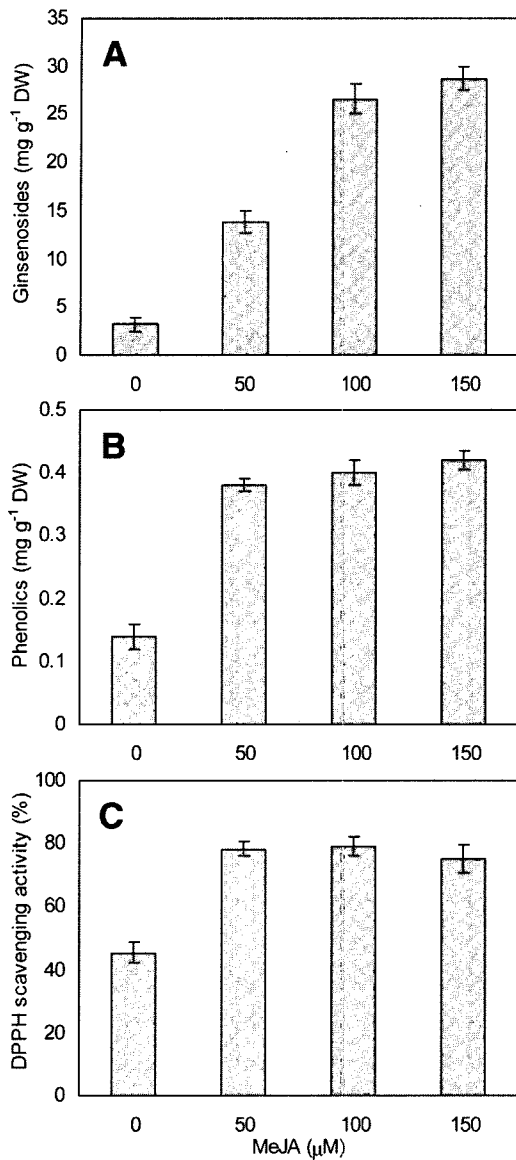 A
Ginsenosides (mg g⁻¹ DW)
35
30
25
20
15
10
5
0
0 50 100 150
B
Phenolics (mg g⁻¹ DW)
0.5
0.4
0.3
0.2
0.1
0
0 50 100 150
C
DPPH scavenging activity (%)
100
80
60
40
20
0
0 50 100 150
MeJA (μM)